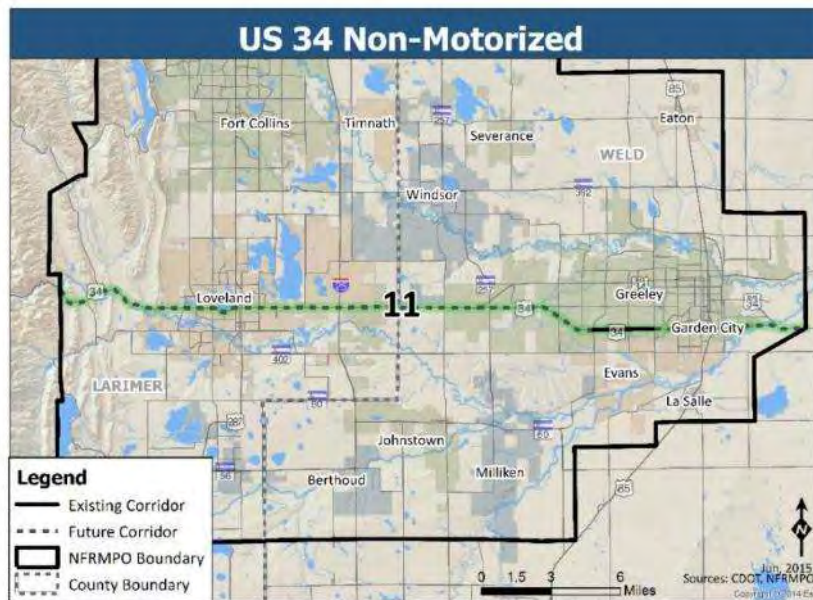 US 34 Non-Motorized
85
Eaton
Fort Collins
Timnath
257
Severance
WELD
Windsor
392
34
Loveland
25
11
257
34
Greeley
34
34
Garden City
402
LARIMER
Evans
60
La Salle
287
Johnstown
60
56
Berthoud
Milliken
85
Legend
Existing Corridor
Future Corridor
NFRMPO Boundary
County Boundary
N
0 1.5 3 6
Miles
Jun, 2015
Sources: CDOT, NFRMPO